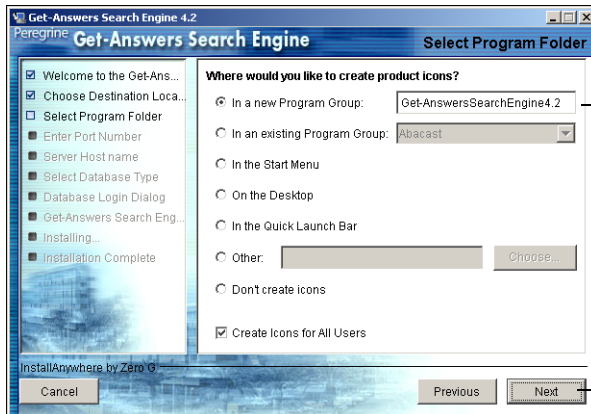 Get-Answers Search Engine 4.2
Peregrine Get-Answers Search Engine
Select Program Folder
Welcome to the Get-Ans...
Choose Destination Loca...
Select Program Folder
Enter Port Number
Server Host name
Select Database Type
Database Login Dialog
Get-Answers Search Eng...
Installing...
Installation Complete
Where would you like to create product icons?
In a new Program Group: Get-AnswersSearchEngine4.2
In an existing Program Group: Abacast
In the Start Menu
On the Desktop
In the Quick Launch Bar
Other: Choose...
Don't create icons
Create Icons for All Users
InstallAnywhere by Zero G
Cancel Previous Next